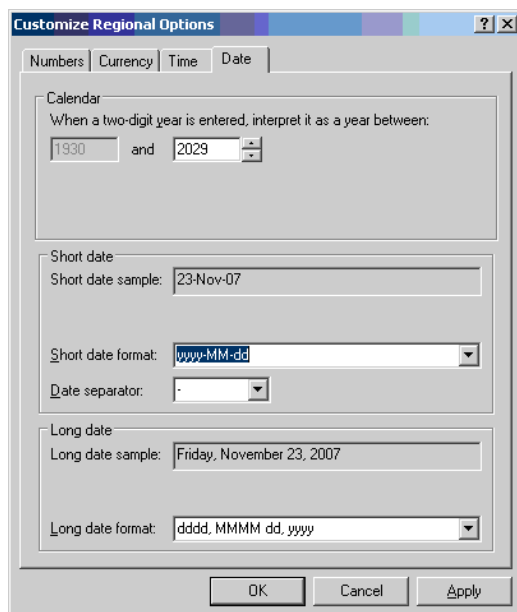 Customize Regional Options
Numbers Currency Time Date
Calendar
When a two-digit year is entered, interpret it as a year between:
1930 and 2029
Short date
Short date sample: 23-Nov-07
Short date format: yyyy-MM-dd
Date separator: -
Long date
Long date sample: Friday, November 23, 2007
Long date format: dddd, MMMM dd, yyyy
OK Cancel Apply